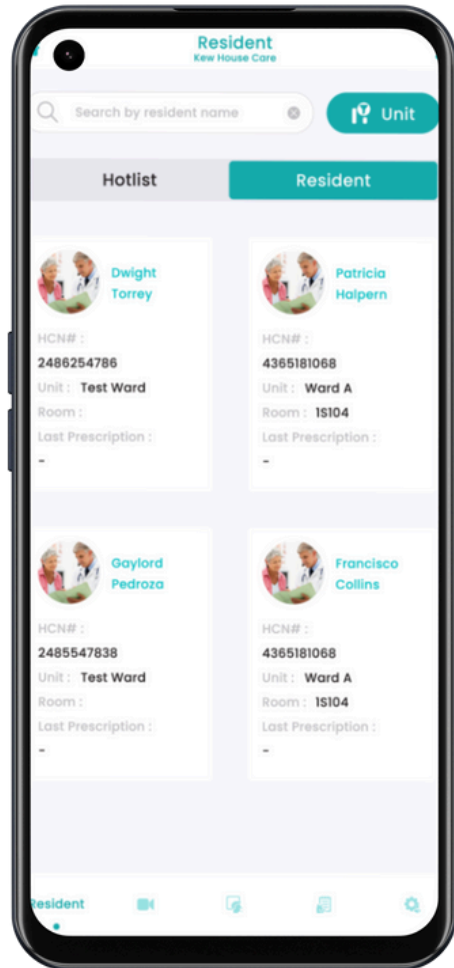 Resident
Kew House Care
Search by resident name
Unit
Hotlist
Resident
Dwight
Torrey
HCN# :
2486254786
Unit : Test Ward
Room :
Last Prescription :
-
Patricia
Halpern
HCN# :
4365181068
Unit : Ward A
Room : 1S104
Last Prescription :
-
Gaylord
Pedroza
HCN# :
2485547838
Unit : Test Ward
Room :
Last Prescription :
-
Francisco
Collins
HCN# :
4365181068
Unit : Ward A
Room : 1S104
Last Prescription :
-
Resident